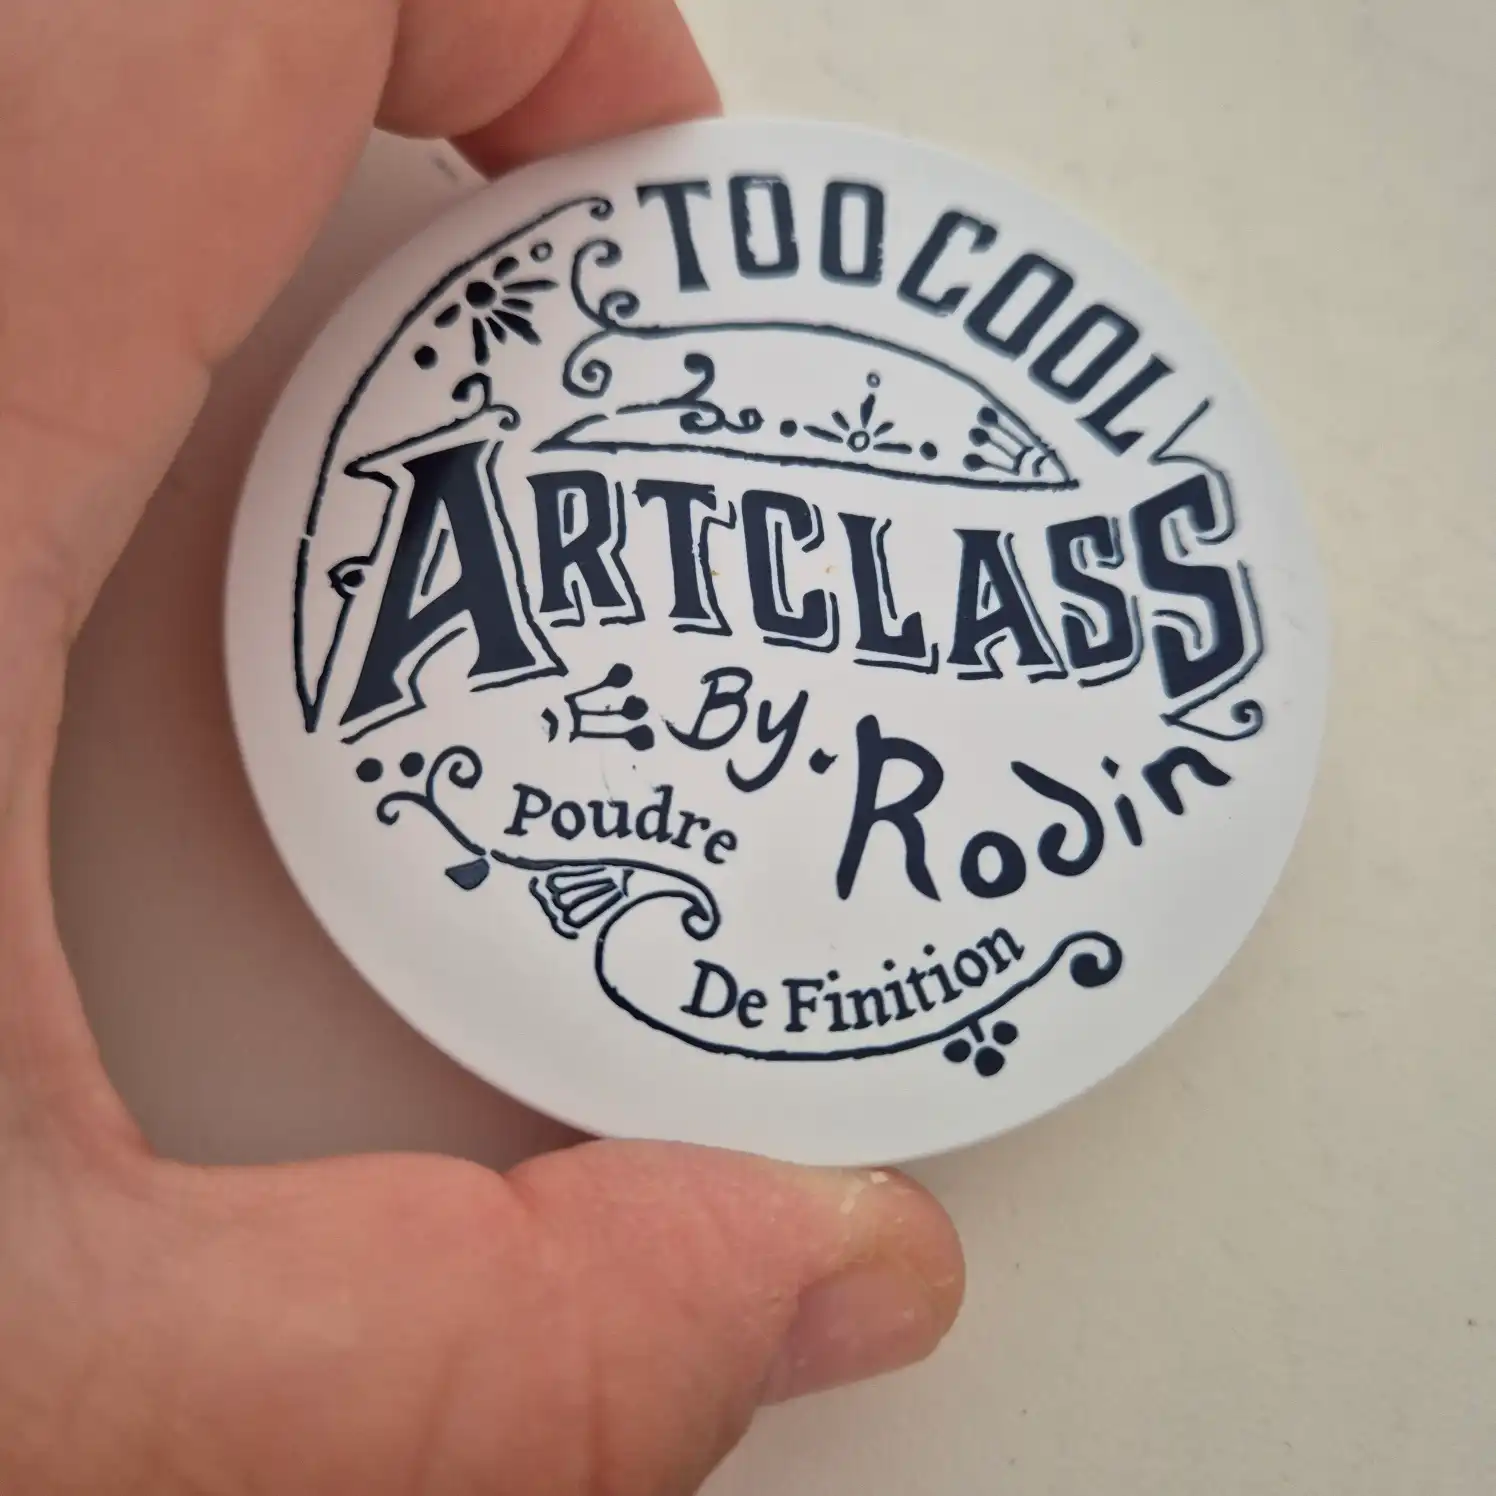 TOO COOL
ARTCLASS
By. Rodin
Poudre
De Finition